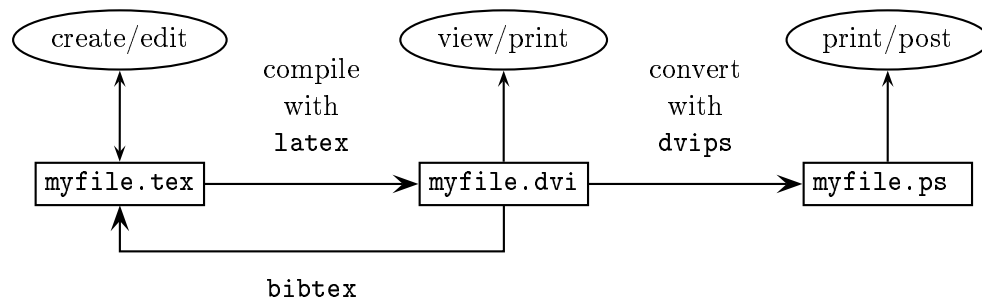 create/edit
view/print
print/post
compile
with
latex
convert
with
dvips
myfile.tex
myfile.dvi
myfile.ps
bibtex